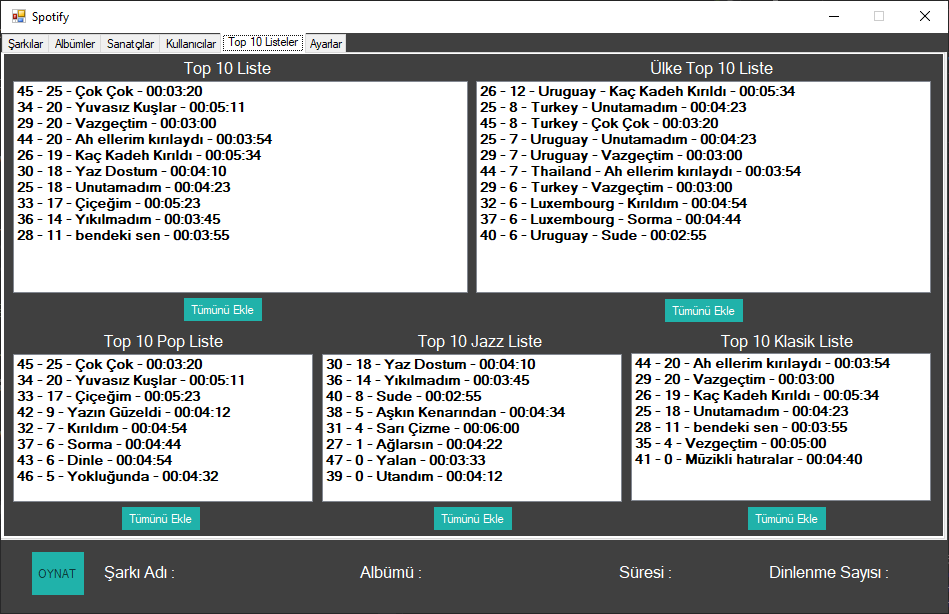 Spotify
Şarkılar Albümler Sanatçılar Kullanıcılar Top 10 Listeler Ayarlar
Top 10 Liste
45 - 25 - Çok Çok - 00:03:20
34 - 20 - Yuvasız Kuşlar - 00:05:11
29 - 20 - Vazgeçtim - 00:03:00
44 - 20 - Ah ellerim kırılaydı - 00:03:54
26 - 19 - Kaç Kadeh Kırıldı - 00:05:34
30 - 18 - Yaz Dostum - 00:04:10
25 - 18 - Unutamadım - 00:04:23
33 - 17 - Çiçeğim - 00:05:23
36 - 14 - Yıkılmadım - 00:03:45
28 - 11 - bendeki sen - 00:03:55
Tümünü Ekle
Ülke Top 10 Liste
26 - 12 - Uruguay - Kaç Kadeh Kırıldı - 00:05:34
25 - 8 - Turkey - Unutamadım - 00:04:23
45 - 8 - Turkey - Çok Çok - 00:03:20
25 - 7 - Uruguay - Unutamadım - 00:04:23
29 - 7 - Uruguay - Vazgeçtim - 00:03:00
44 - 7 - Thailand - Ah ellerim kırılaydı - 00:03:54
29 - 6 - Turkey - Vazgeçtim - 00:03:00
32 - 6 - Luxembourg - Kırıldım - 00:04:54
37 - 6 - Luxembourg - Sorma - 00:04:44
40 - 6 - Uruguay - Sude - 00:02:55
Tümünü Ekle
Top 10 Pop Liste
45 - 25 - Çok Çok - 00:03:20
34 - 20 - Yuvasız Kuşlar - 00:05:11
33 - 17 - Çiçeğim - 00:05:23
42 - 9 - Yazın Güzeldi - 00:04:12
32 - 7 - Kırıldım - 00:04:54
37 - 6 - Sorma - 00:04:44
43 - 6 - Dinle - 00:04:54
46 - 5 - Yokluğunda - 00:04:32
Tümünü Ekle
Top 10 Jazz Liste
30 - 18 - Yaz Dostum - 00:04:10
36 - 14 - Yıkılmadım - 00:03:45
40 - 8 - Sude - 00:02:55
38 - 5 - Aşkın Kenarından - 00:04:34
31 - 4 - Sarı Çizme - 00:06:00
27 - 1 - Ağlarsın - 00:04:22
47 - 0 - Yalan - 00:03:33
39 - 0 - Utandım - 00:04:12
Tümünü Ekle
Top 10 Klasik Liste
44 - 20 - Ah ellerim kırılaydı - 00:03:54
29 - 20 - Vazgeçtim - 00:03:00
26 - 19 - Kaç Kadeh Kırıldı - 00:05:34
25 - 18 - Unutamadım - 00:04:23
28 - 11 - bendeki sen - 00:03:55
35 - 4 - Vezgeçtim - 00:05:00
41 - 0 - Müzikli hatıralar - 00:04:40
Tümünü Ekle
OYNAT Şarkı Adı : Albümü : Süresi : Dinlenme Sayısı :